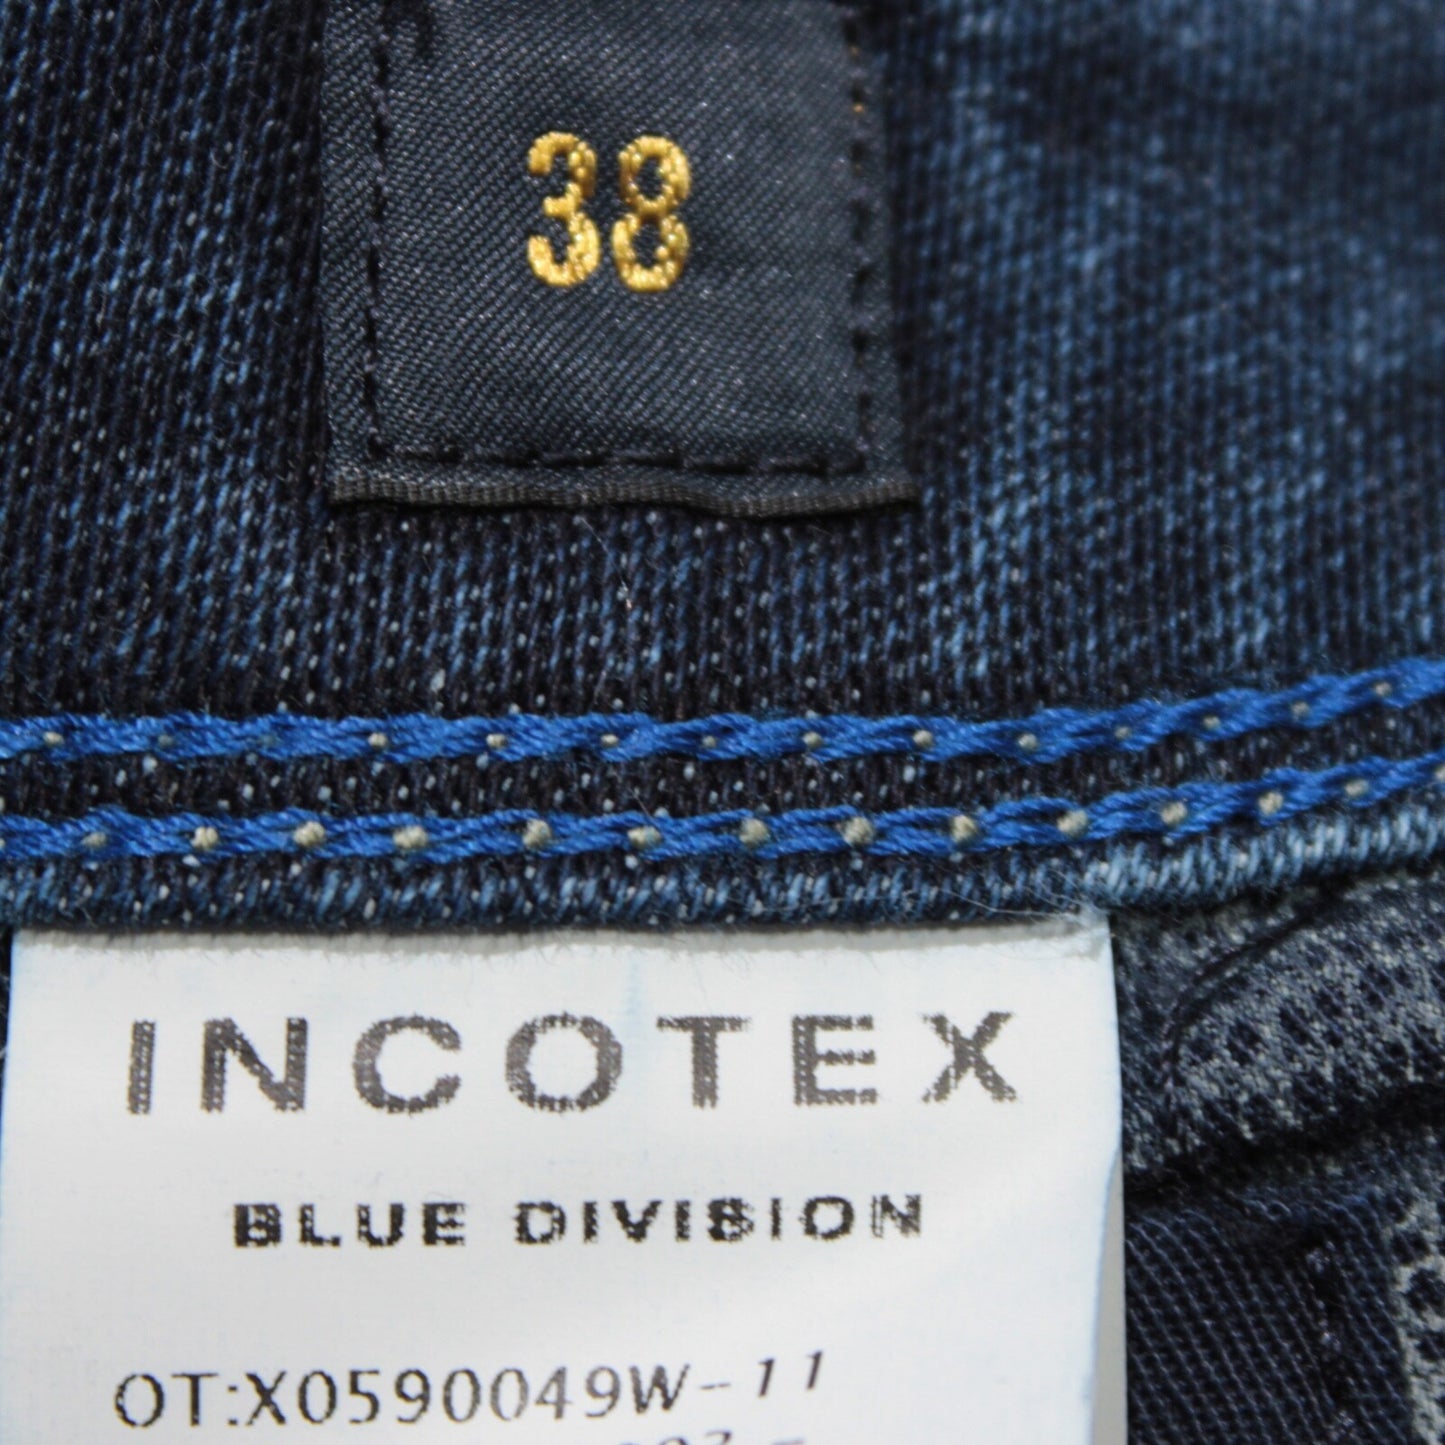 38
INCOTEX
BLUE DIVISION
OT:X0590049W-11